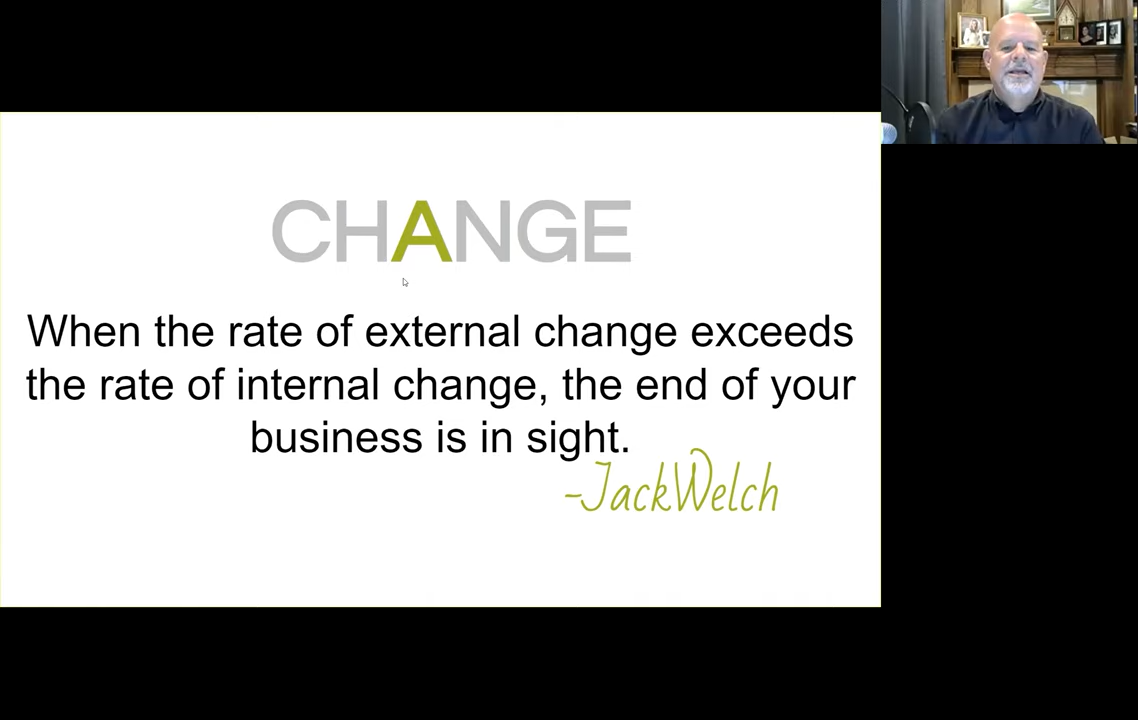 CHANGE
When the rate of external change exceeds
the rate of internal change, the end of your
business is in sight.
-JackWelch